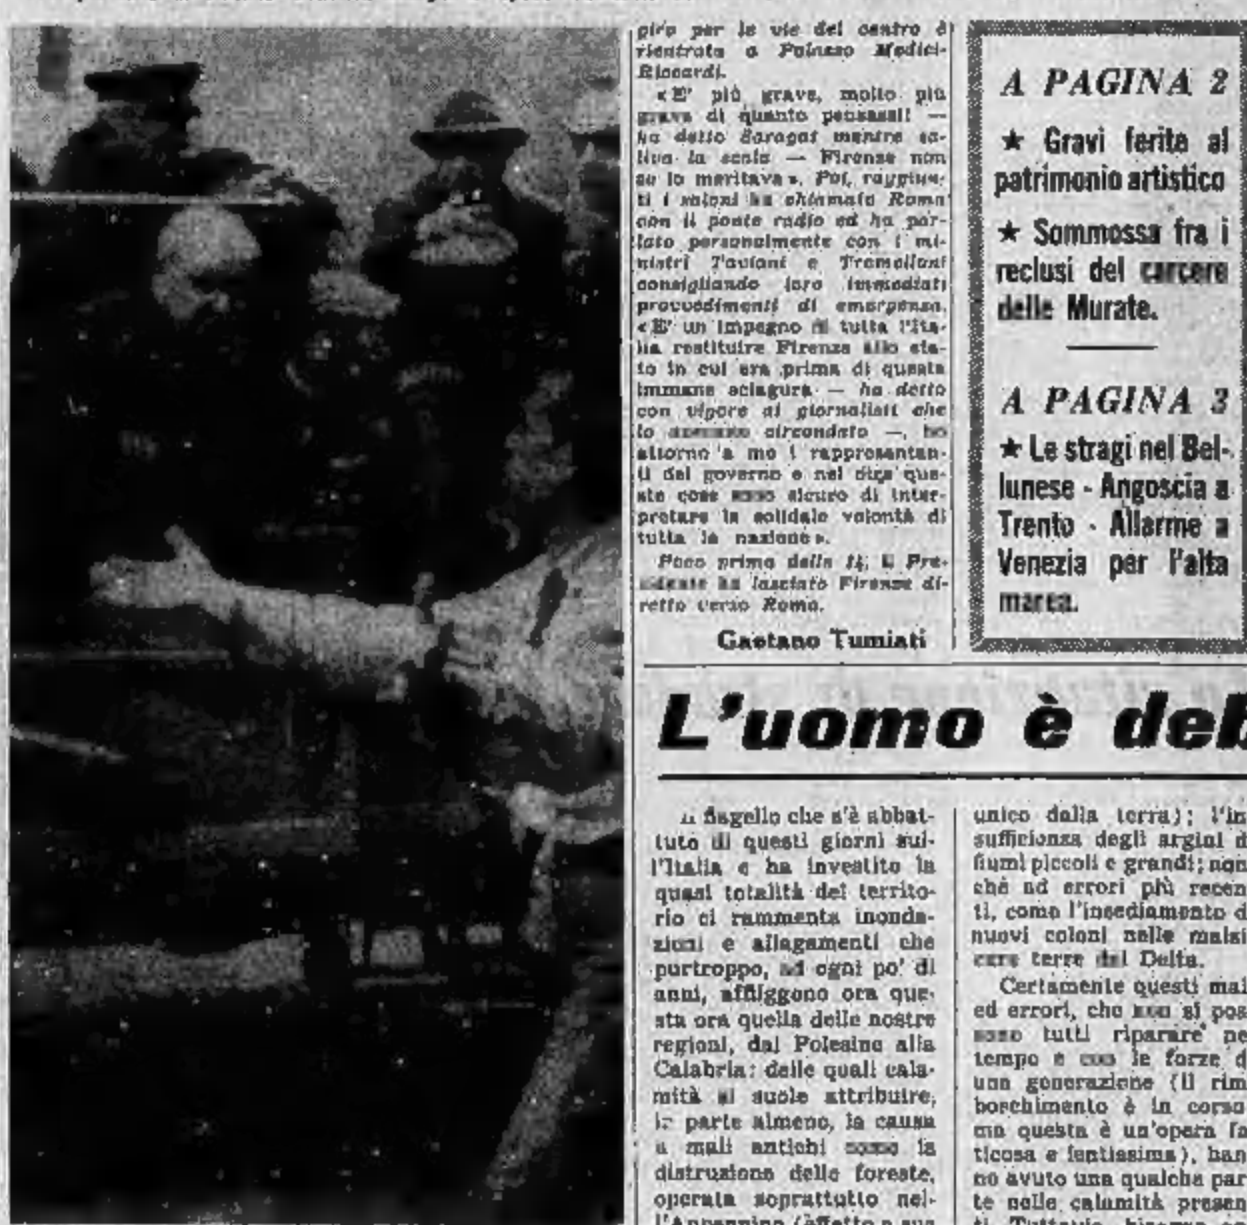 giro per le vie del centro è
rientrato a Palazzo Medici-
Riccardi.
«E' più grave, molto più
grave di quanto pensassi! —
ha detto Saragat mentre sa-
liva la scala — Firenze non
se lo meritava». Poi, raggiun-
ti i saloni ha chiamato Roma
con il ponte radio ed ha par-
lato personalmente con i mi-
nistri Taviani e Tremelloni
consigliando loro immediati
provvedimenti di emergenza.
«E' un impegno di tutta l'Ita-
lia restituire Firenze allo sta-
to in cui era prima di questa
immane sciagura — ha detto
con vigore ai giornalisti che
lo avevano circondato —, ho
attorno a me i rappresentan-
ti del governo e nel dire que-
ste cose sono sicuro di inter-
pretare la solidale volontà di
tutta la nazione».
Poco prima delle 14, il Pre-
sidente ha lasciato Firenze di-
retto verso Roma.
Gaetano Tumiati
A PAGINA 2
★ Gravi ferite al
patrimonio artistico
★ Sommossa fra i
reclusi del carcere
delle Murate.
A PAGINA 3
★ Le stragi nel Bel-
lunese - Angoscia a
Trento - Allarme a
Venezia per l'alta
marea.
L'uomo è deb
Il flagello che s'è abbat-
tuto di questi giorni sul-
l'Italia e ha investito la
quasi totalità del territo-
rio ci rammenta inonda-
zioni e allagamenti che
purtroppo, ad ogni po' di
anni, affliggono ora que-
sta ora quella delle nostre
regioni, dal Polesine alla
Calabria: delle quali cala-
mità si suole attribuire,
in parte almeno, la causa
a mali antichi come la
distruzione delle foreste,
operata soprattutto nel-
l'Appennino (effetto
unico dalla terra); l'in
sufficienza degli argini d
fiumi piccoli e grandi; non
ché ad errori più recen
ti, come l'insediamento d
nuovi coloni nelle malsi
cure terre del Delta.
Certamente questi mal
ed errori, che non si pos
sono tutti riparare pe
tempo e con le forze d
una generazione (il rim
boschimento è in corso
ma questa è un'opera fa
ticosa e lentissima), han
no avuto una qualche par
te nelle calamità presen
ti. Tuttavia